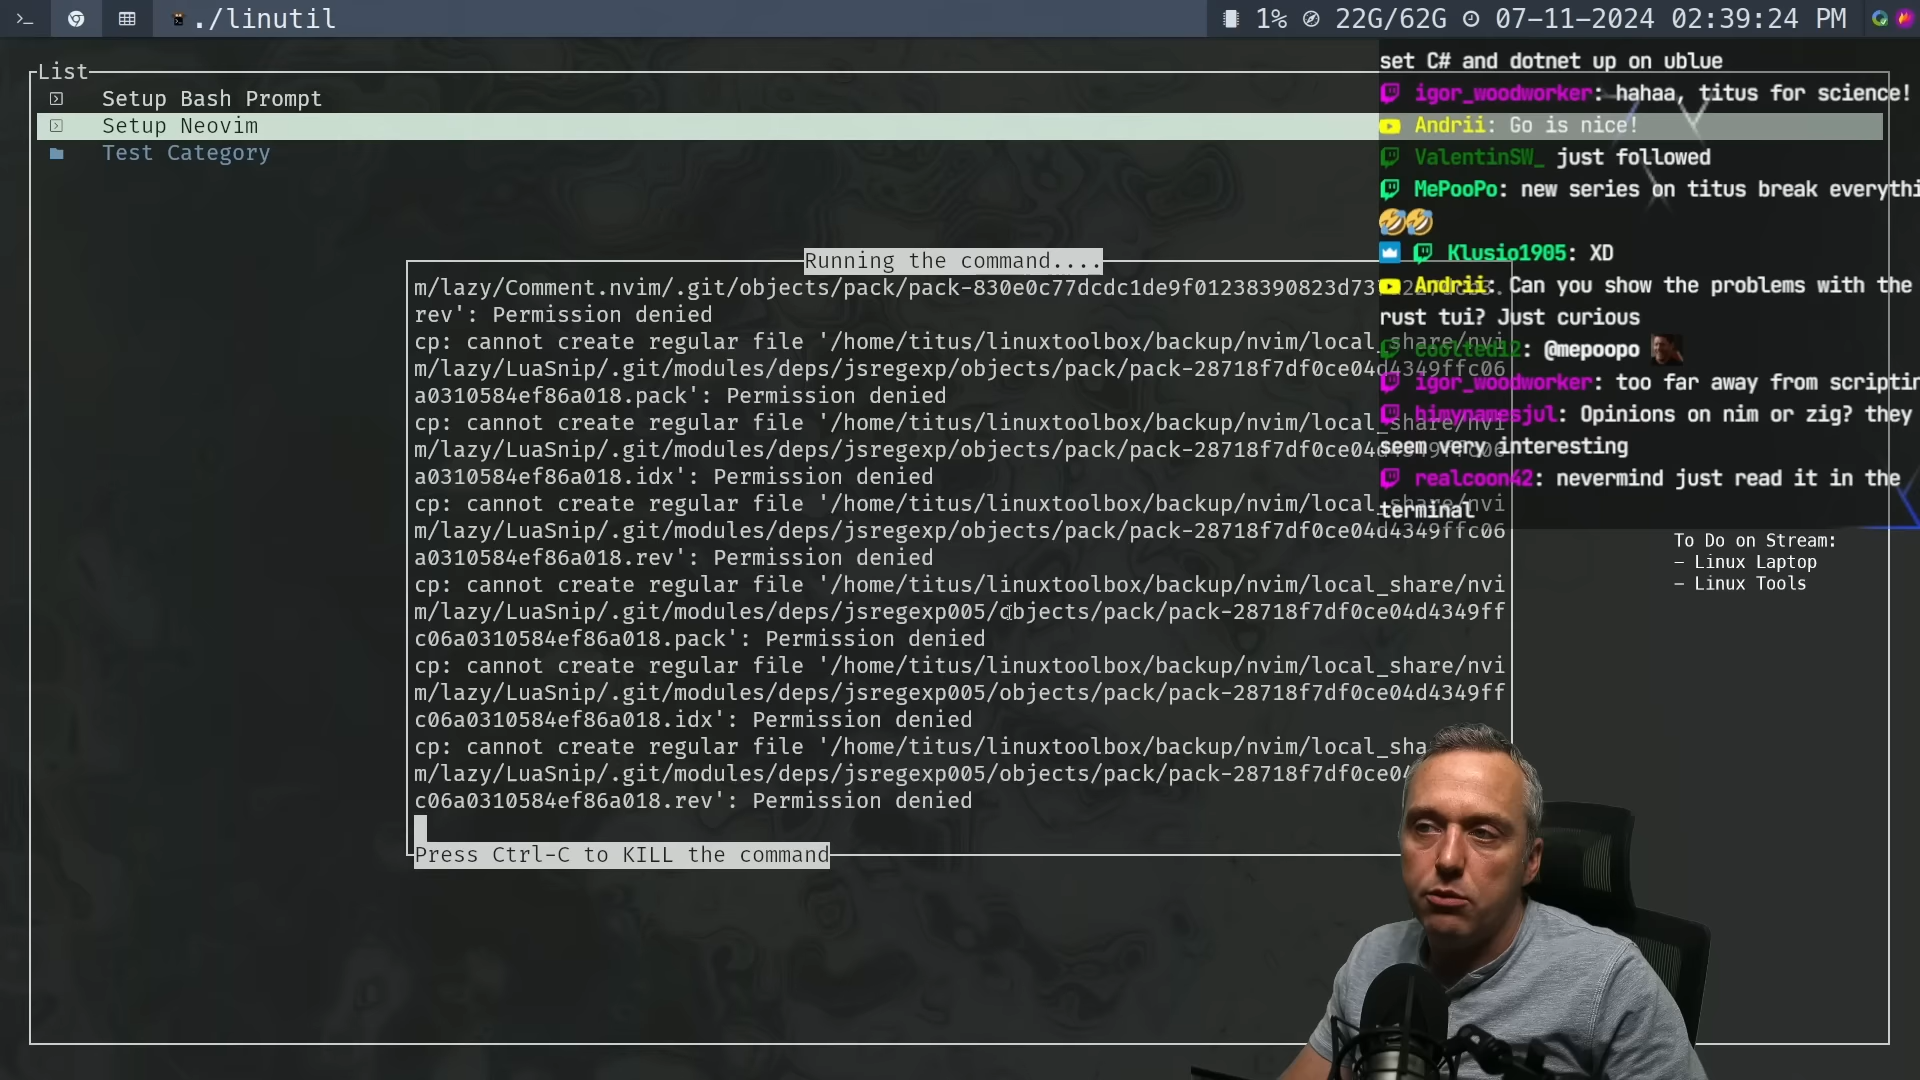 ./linutil
1% 22G/62G 07-11-2024 02:39:24 PM
List
Setup Bash Prompt
Setup Neovim
Test Category
Running the command....
m/lazy/Comment.nvim/.git/objects/pack/pack-830e0c77dcdc1de9f01238390823d73
rev': Permission denied
cp: cannot create regular file '/home/titus/linuxtoolbox/backup/nvim/local_share/nvi
m/lazy/LuaSnip/.git/modules/deps/jsregexp/objects/pack/pack-28718f7df0ce04d4349ffc06
a0310584ef86a018.pack': Permission denied
cp: cannot create regular file '/home/titus/linuxtoolbox/backup/nvim/local_share/nvi
m/lazy/LuaSnip/.git/modules/deps/jsregexp/objects/pack/pack-28718f7df0ce04d4349ffc06
a0310584ef86a018.idx': Permission denied
cp: cannot create regular file '/home/titus/linuxtoolbox/backup/nvim/local_share/nvi
m/lazy/LuaSnip/.git/modules/deps/jsregexp/objects/pack/pack-28718f7df0ce04d4349ffc06
a0310584ef86a018.rev': Permission denied
cp: cannot create regular file '/home/titus/linuxtoolbox/backup/nvim/local_share/nvi
m/lazy/LuaSnip/.git/modules/deps/jsregexp005/objects/pack/pack-28718f7df0ce04d4349ff
c06a0310584ef86a018.pack': Permission denied
cp: cannot create regular file '/home/titus/linuxtoolbox/backup/nvim/local_share/nvi
m/lazy/LuaSnip/.git/modules/deps/jsregexp005/objects/pack/pack-28718f7df0ce04d4349ff
c06a0310584ef86a018.idx': Permission denied
cp: cannot create regular file '/home/titus/linuxtoolbox/backup/nvim/local_sha
m/lazy/LuaSnip/.git/modules/deps/jsregexp005/objects/pack/pack-28718f7df0ce0
c06a0310584ef86a018.rev': Permission denied
Press Ctrl-C to KILL the command
set C# and dotnet up on ublue
igor_woodworker: hahaa, titus for science!
Andrii: Go is nice!
ValentinSW_ just followed
MePooPo: new series on titus break everythi
🤣🤣
Klusio1905: XD
Andrii: Can you show the problems with the
rust tui? Just curious
coolted12: @mepoopo
igor_woodworker: too far away from scriptin
himynamesjul: Opinions on nim or zig? they
seem very interesting
realcoon42: nevermind just read it in the
terminal
To Do on Stream:
- Linux Laptop
- Linux Tools